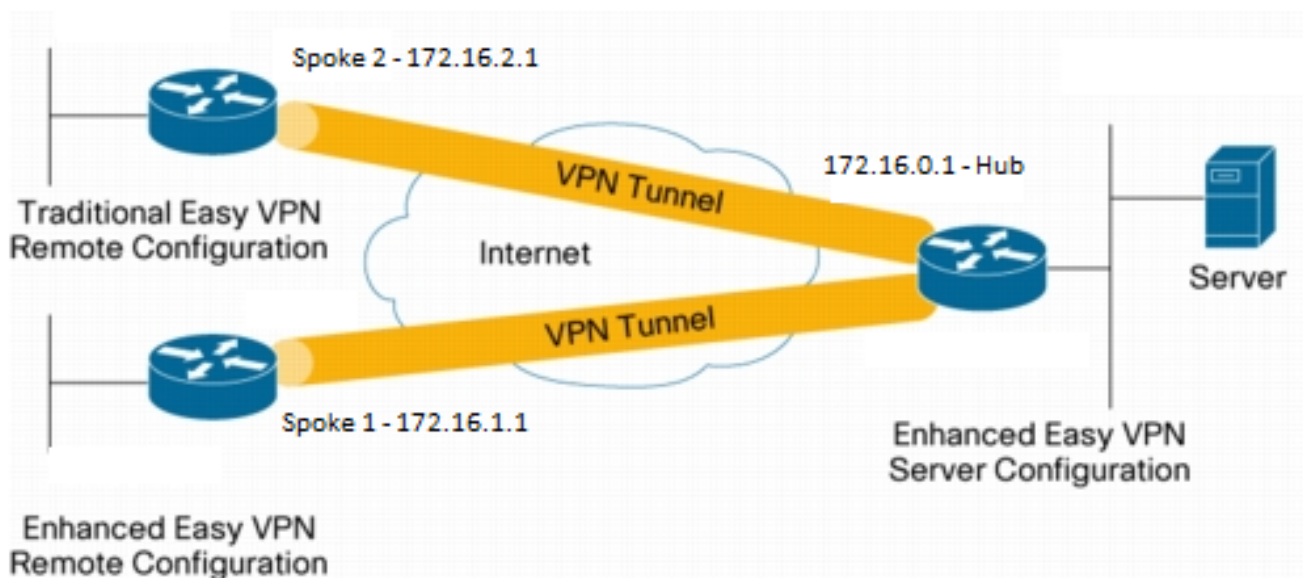 Spoke 2 - 172.16.2.1
172.16.0.1 - Hub
VPN Tunnel
Traditional Easy VPN
Remote Configuration
Internet
Server
VPN Tunnel
Spoke 1 - 172.16.1.1
Enhanced Easy VPN
Server Configuration
Enhanced Easy VPN
Remote Configuration